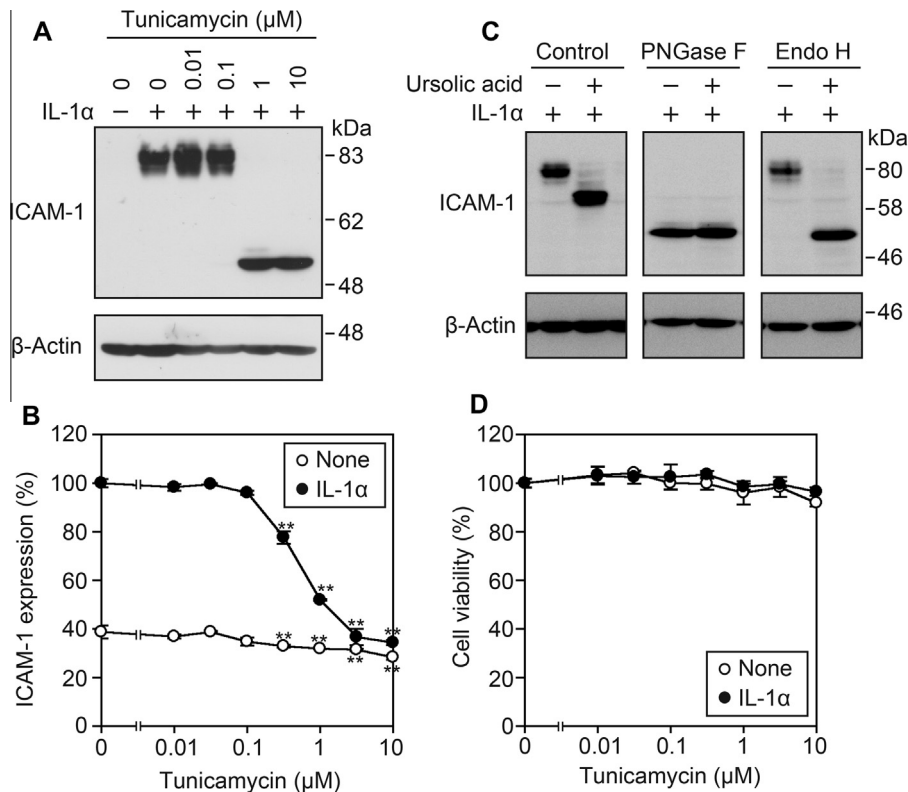 A
Tunicamycin (μM)
0 0 0.01 0.1 1 10
IL-1α − + + + + +
kDa
ICAM-1
83
62
48
β-Actin
48
C
Control PNGase F Endo H
Ursolic acid − + − + − +
IL-1α + + + + + +
kDa
ICAM-1
80
58
46
β-Actin
46
B
120
100
80
60
40
20
0
ICAM-1 expression (%)
None
IL-1α
** ** ** **
** ** ** **
0 0.01 0.1 1 10
Tunicamycin (μM)
D
120
100
80
60
40
20
0
Cell viability (%)
None
IL-1α
0 0.01 0.1 1 10
Tunicamycin (μM)